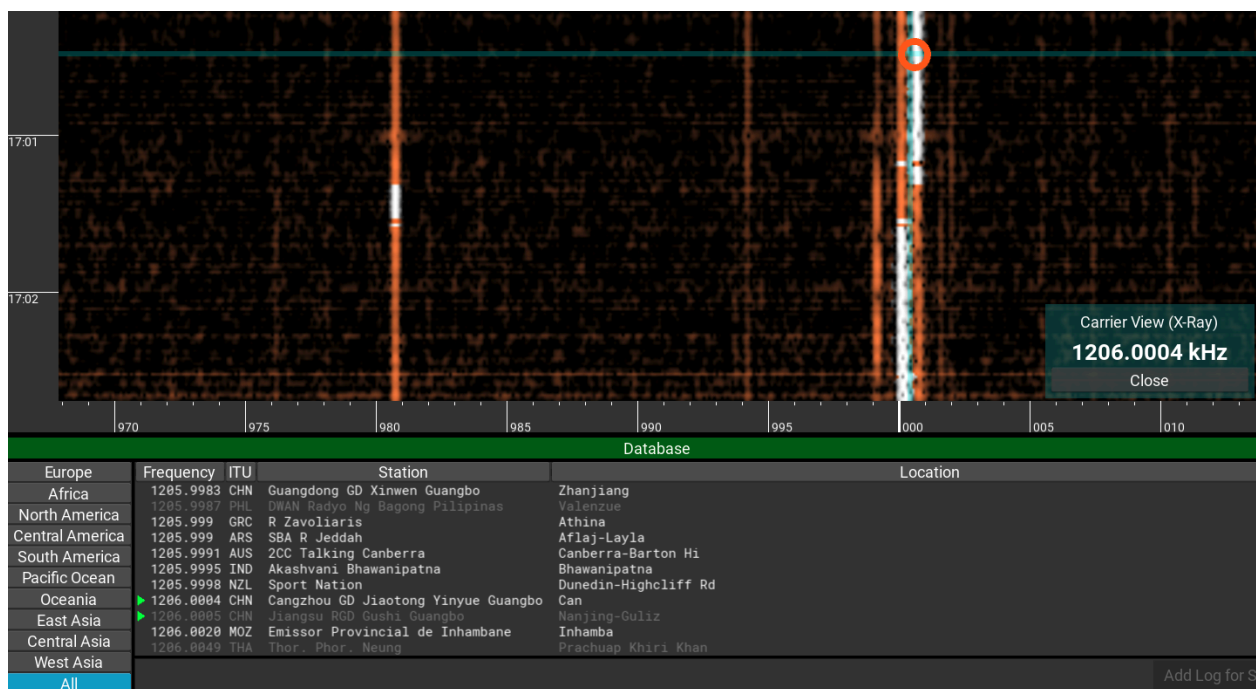 17:01
17:02
Carrier View (X-Ray)
1206.0004 kHz
Close
970 975 980 985 990 995 000 005 010
Database
Europe
Africa
North America
Central America
South America
Pacific Ocean
Oceania
East Asia
Central Asia
West Asia
All
Frequency ITU Station Location
1205.9983 CHN Guangdong GD Xinwen Guangbo Zhanjiang
1205.9987 PHL DWAN Radyo Ng Bagong Pilipinas Valenzue
1205.999 GRC R Zavoliaris Athina
1205.999 ARS SBA R Jeddah Aflaj-Layla
1205.9991 AUS 2CC Talking Canberra Canberra-Barton Hi
1205.9995 IND Akashvani Bhawanipatna Bhawanipatna
1205.9998 NZL Sport Nation Dunedin-Highcliff Rd
1206.0004 CHN Cangzhou GD Jiaotong Yinyue Guangbo Can
1206.0005 CHN Jiangsu RGD Gushi Guangbo Nanjing-Guliz
1206.0020 MOZ Emissor Provincial de Inhambane Inhamba
1206.0049 THA Thor. Phor. Neung Prachuap Khiri Khan
Add Log for S